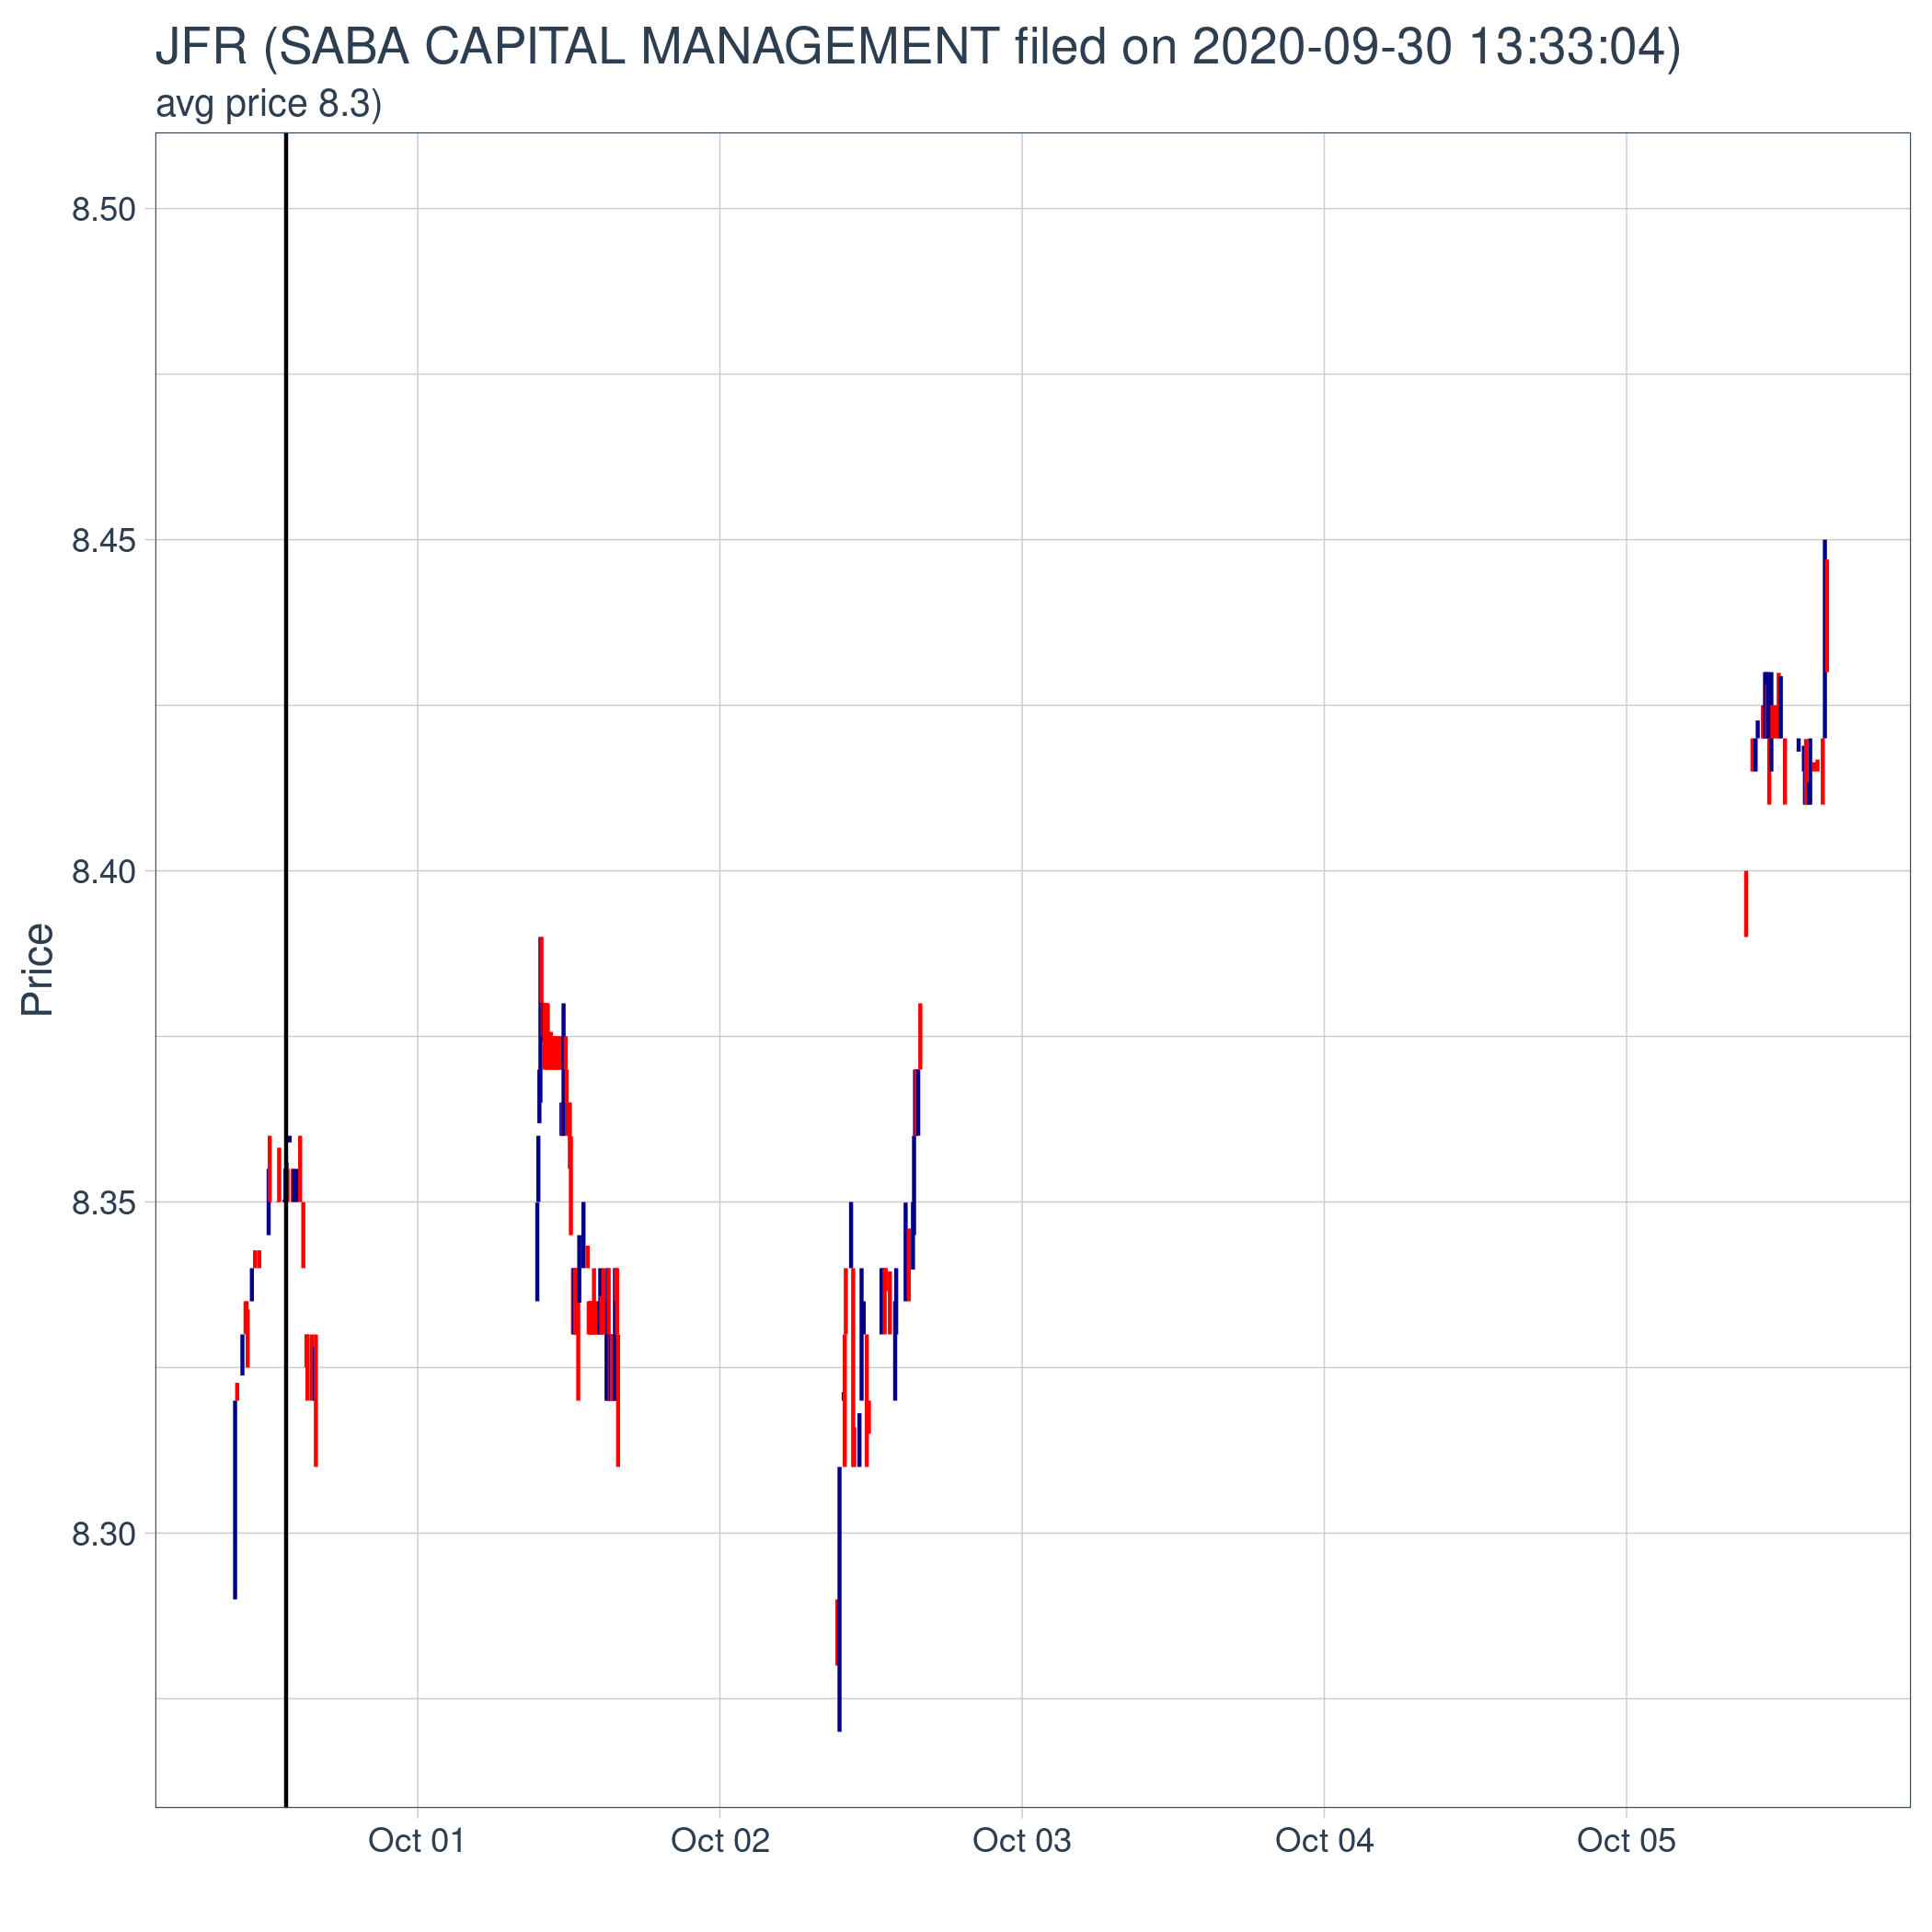 JFR (SABA CAPITAL MANAGEMENT filed on 2020-09-30 13:33:04)
avg price 8.3)
8.50
8.45
8.40
8.35
8.30
Price
Oct 01 Oct 02 Oct 03 Oct 04 Oct 05